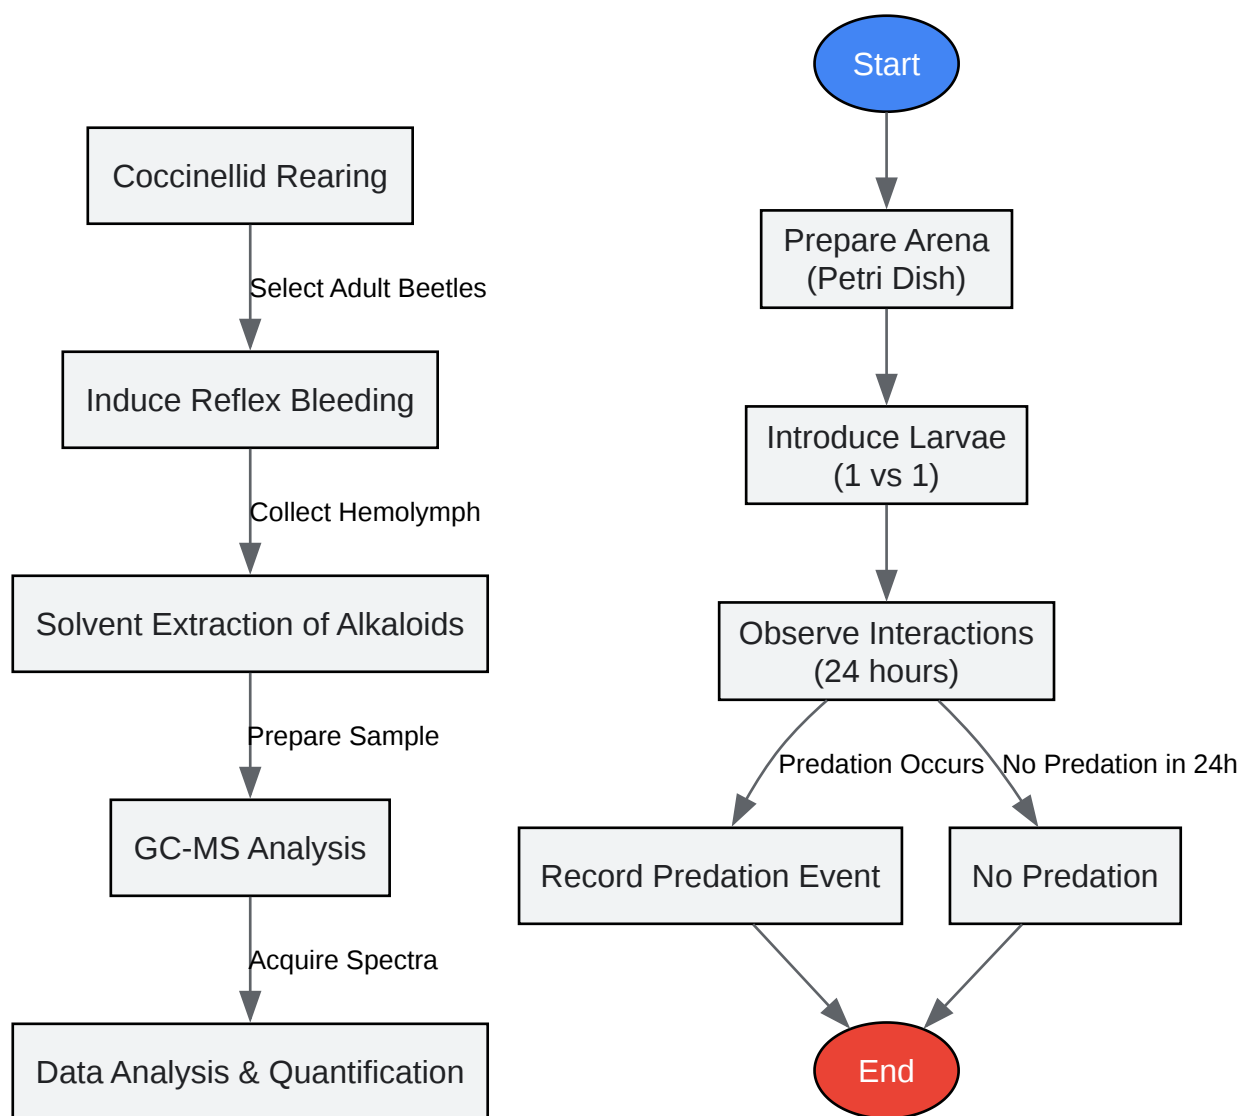 Coccinellid Rearing
Select Adult Beetles
Induce Reflex Bleeding
Collect Hemolymph
Solvent Extraction of Alkaloids
Prepare Sample
GC-MS Analysis
Acquire Spectra
Data Analysis & Quantification
Start
Prepare Arena
(Petri Dish)
Introduce Larvae
(1 vs 1)
Observe Interactions
(24 hours)
Predation Occurs
No Predation in 24h
Record Predation Event
No Predation
End